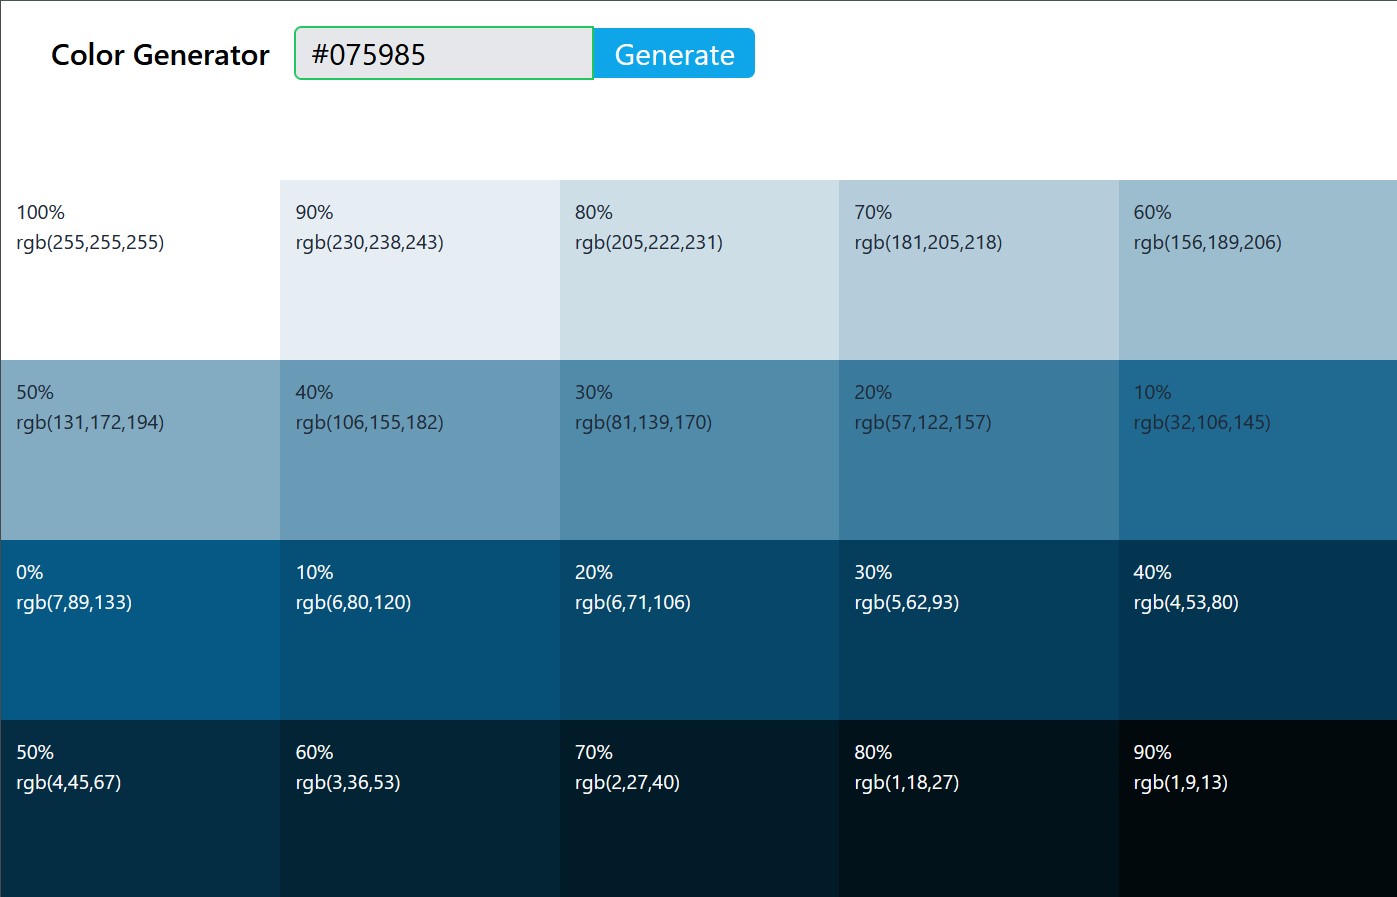 Color Generator
#075985
Generate
100%
rgb(255,255,255)
90%
rgb(230,238,243)
80%
rgb(205,222,231)
70%
rgb(181,205,218)
60%
rgb(156,189,206)
50%
rgb(131,172,194)
40%
rgb(106,155,182)
30%
rgb(81,139,170)
20%
rgb(57,122,157)
10%
rgb(32,106,145)
0%
rgb(7,89,133)
10%
rgb(6,80,120)
20%
rgb(6,71,106)
30%
rgb(5,62,93)
40%
rgb(4,53,80)
50%
rgb(4,45,67)
60%
rgb(3,36,53)
70%
rgb(2,27,40)
80%
rgb(1,18,27)
90%
rgb(1,9,13)